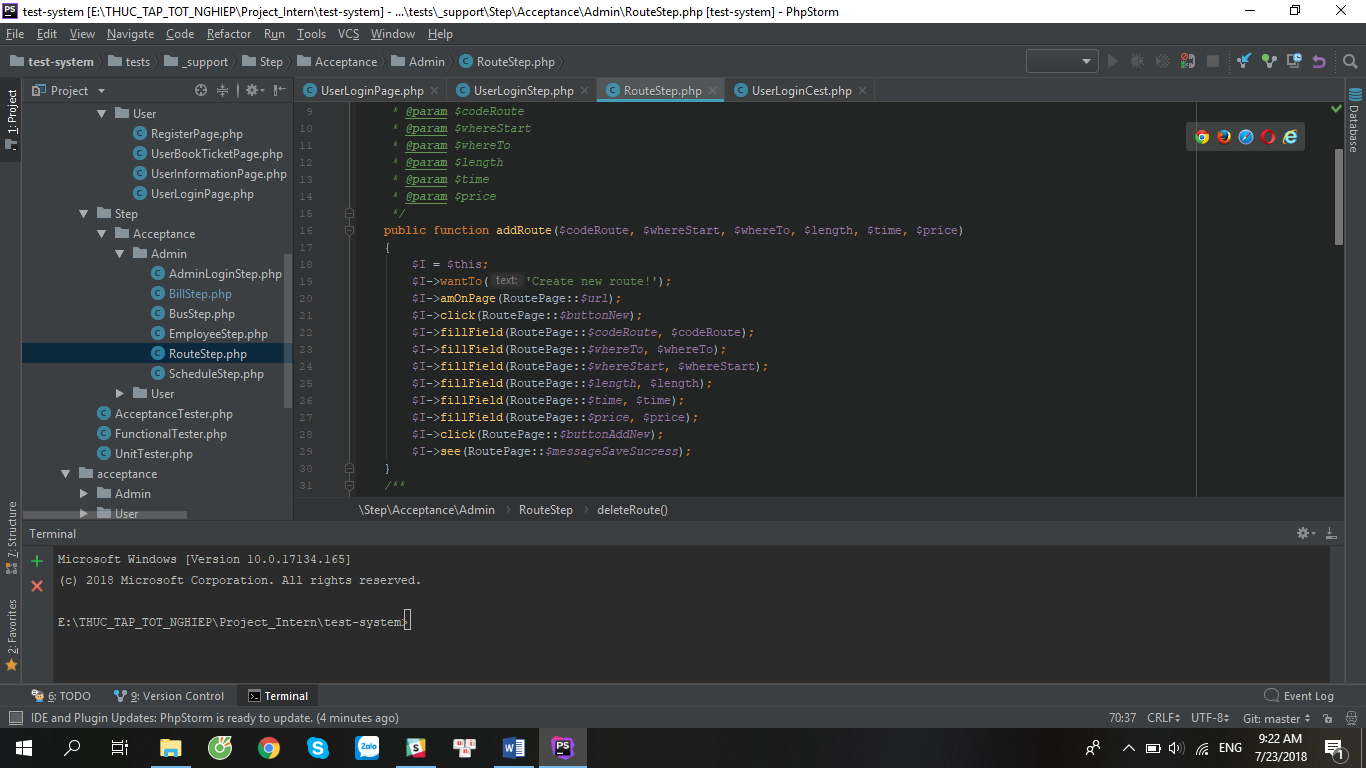 test-system [E:\THUC_TAP_TOT_NGHIEP\Project_Intern\test-system] - ...\tests\_support\Step\Acceptance\Admin\RouteStep.php [test-system] - PhpStorm
File Edit View Navigate Code Refactor Run Tools VCS Window Help
test-system tests _support Step Acceptance Admin RouteStep.php
1: Project
Project
UserLoginPage.php UserLoginStep.php RouteStep.php UserLoginCest.php
Database
User
RegisterPage.php
UserBookTicketPage.php
UserInformationPage.php
UserLoginPage.php
Step
Acceptance
Admin
AdminLoginStep.php
BillStep.php
BusStep.php
EmployeeStep.php
RouteStep.php
ScheduleStep.php
User
AcceptanceTester.php
FunctionalTester.php
UnitTester.php
acceptance
Admin
User
9 * @param $codeRoute
10 * @param $whereStart
11 * @param $whereTo
12 * @param $length
13 * @param $time
14 * @param $price
15 */
16 public function addRoute($codeRoute, $whereStart, $whereTo, $length, $time, $price)
17 {
18 $I = $this;
19 $I->wantTo( text: 'Create new route!');
20 $I->amOnPage(RoutePage::$url);
21 $I->click(RoutePage::$buttonNew);
22 $I->fillField(RoutePage::$codeRoute, $codeRoute);
23 $I->fillField(RoutePage::$whereTo, $whereTo);
24 $I->fillField(RoutePage::$whereStart, $whereStart);
25 $I->fillField(RoutePage::$length, $length);
26 $I->fillField(RoutePage::$time, $time);
27 $I->fillField(RoutePage::$price, $price);
28 $I->click(RoutePage::$buttonAddNew);
29 $I->see(RoutePage::$messageSaveSuccess);
30 }
31 /**
\Step\Acceptance\Admin RouteStep deleteRoute()
7: Structure
2: Favorites
Terminal
Microsoft Windows [Version 10.0.17134.165]
(c) 2018 Microsoft Corporation. All rights reserved.
E:\THUC_TAP_TOT_NGHIEP\Project_Intern\test-system>
6: TODO 9: Version Control Terminal Event Log
IDE and Plugin Updates: PhpStorm is ready to update. (4 minutes ago) 70:37 CRLF UTF-8 Git: master
Zalo PS ENG 9:22 AM
7/23/2018 1